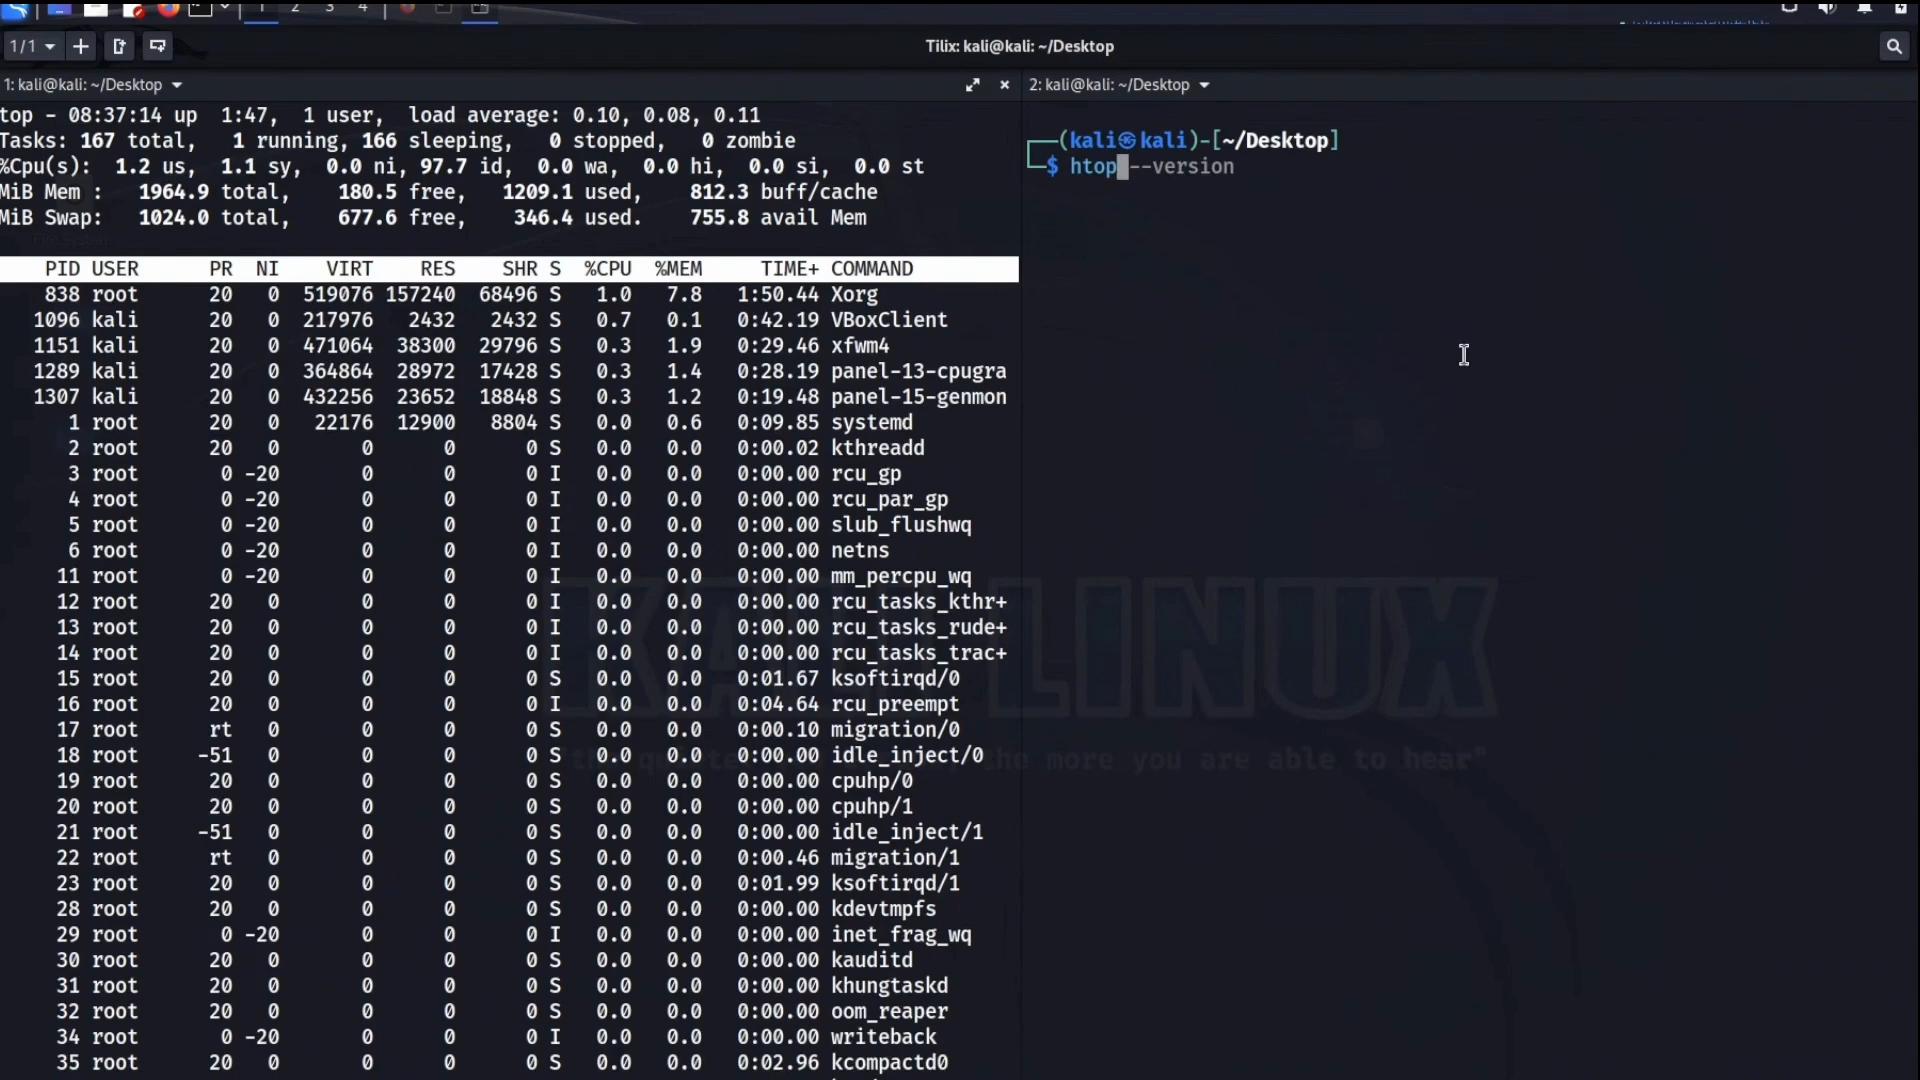 1 2 3 4
1/1
Tilix: kali@kali: ~/Desktop
1: kali@kali: ~/Desktop
top - 08:37:14 up  1:47,  1 user,  load average: 0.10, 0.08, 0.11
Tasks: 167 total,   1 running, 166 sleeping,   0 stopped,   0 zombie
%Cpu(s):  1.2 us,  1.1 sy,  0.0 ni, 97.7 id,  0.0 wa,  0.0 hi,  0.0 si,  0.0 st
MiB Mem :   1964.9 total,    180.5 free,   1209.1 used,    812.3 buff/cache
MiB Swap:   1024.0 total,    677.6 free,    346.4 used.    755.8 avail Mem
PID USER PR NI VIRT RES SHR S %CPU %MEM TIME+ COMMAND
838 root 20 0 519076 157240 68496 S 1.0 7.8 1:50.44 Xorg
1096 kali 20 0 217976 2432 2432 S 0.7 0.1 0:42.19 VBoxClient
1151 kali 20 0 471064 38300 29796 S 0.3 1.9 0:29.46 xfwm4
1289 kali 20 0 364864 28972 17428 S 0.3 1.4 0:28.19 panel-13-cpugra
1307 kali 20 0 432256 23652 18848 S 0.3 1.2 0:19.48 panel-15-genmon
1 root 20 0 22176 12900 8804 S 0.0 0.6 0:09.85 systemd
2 root 20 0 0 0 0 S 0.0 0.0 0:00.02 kthreadd
3 root 0 -20 0 0 0 I 0.0 0.0 0:00.00 rcu_gp
4 root 0 -20 0 0 0 I 0.0 0.0 0:00.00 rcu_par_gp
5 root 0 -20 0 0 0 I 0.0 0.0 0:00.00 slub_flushwq
6 root 0 -20 0 0 0 I 0.0 0.0 0:00.00 netns
11 root 0 -20 0 0 0 I 0.0 0.0 0:00.00 mm_percpu_wq
12 root 20 0 0 0 0 I 0.0 0.0 0:00.00 rcu_tasks_kthr+
13 root 20 0 0 0 0 I 0.0 0.0 0:00.00 rcu_tasks_rude+
14 root 20 0 0 0 0 I 0.0 0.0 0:00.00 rcu_tasks_trac+
15 root 20 0 0 0 0 S 0.0 0.0 0:01.67 ksoftirqd/0
16 root 20 0 0 0 0 I 0.0 0.0 0:04.64 rcu_preempt
17 root rt 0 0 0 0 S 0.0 0.0 0:00.10 migration/0
18 root -51 0 0 0 0 S 0.0 0.0 0:00.00 idle_inject/0
19 root 20 0 0 0 0 S 0.0 0.0 0:00.00 cpuhp/0
20 root 20 0 0 0 0 S 0.0 0.0 0:00.00 cpuhp/1
21 root -51 0 0 0 0 S 0.0 0.0 0:00.00 idle_inject/1
22 root rt 0 0 0 0 S 0.0 0.0 0:00.46 migration/1
23 root 20 0 0 0 0 S 0.0 0.0 0:01.99 ksoftirqd/1
28 root 20 0 0 0 0 S 0.0 0.0 0:00.00 kdevtmpfs
29 root 0 -20 0 0 0 I 0.0 0.0 0:00.00 inet_frag_wq
30 root 20 0 0 0 0 S 0.0 0.0 0:00.00 kauditd
31 root 20 0 0 0 0 S 0.0 0.0 0:00.00 khungtaskd
32 root 20 0 0 0 0 S 0.0 0.0 0:00.00 oom_reaper
34 root 0 -20 0 0 0 I 0.0 0.0 0:00.00 writeback
35 root 20 0 0 0 0 S 0.0 0.0 0:02.96 kcompactd0
2: kali@kali: ~/Desktop
┌──(kali㉿kali)-[~/Desktop]
└─$ htop --version
KALI LINUX
the more you are able to hear"